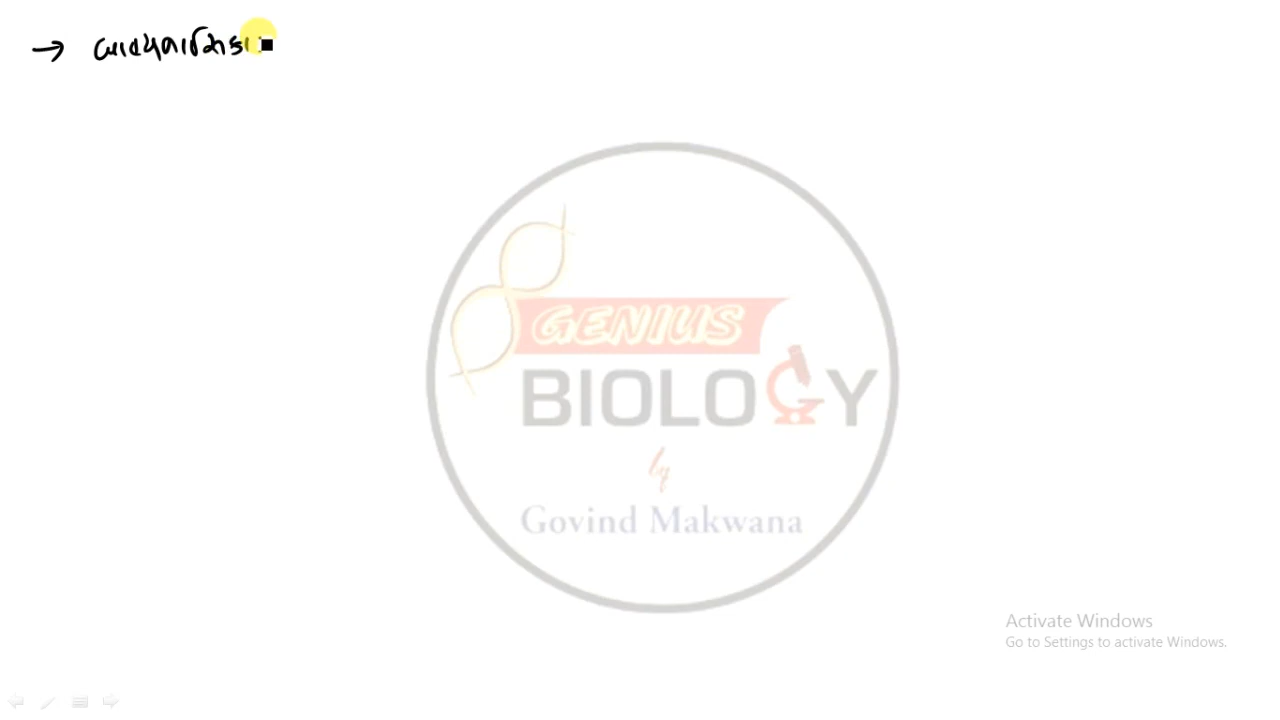 GENIUS
BIOLOGY
by
Govind Makwana
Activate Windows
Go to Settings to activate Windows.